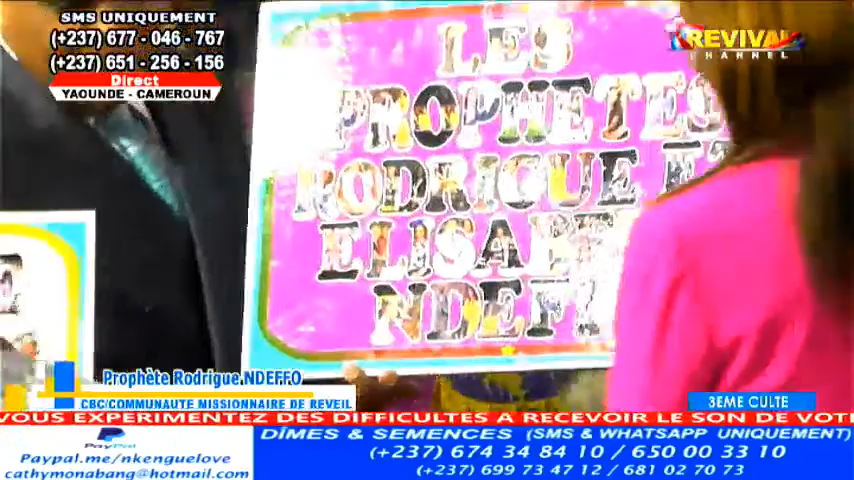 SMS UNIQUEMENT
(+237) 677 - 046 - 767
(+237) 651 - 256 - 156
Direct
YAOUNDE - CAMEROUN
REVIVAL
CHANNEL
LES
PROPHETES
RODRIGUE ET
ELISABETH
NDEFFO
Prophète Rodrigue NDEFFO
CBC/COMMUNAUTE MISSIONNAIRE DE REVEIL
3EME CULTE
VOUS EXPERIMENTEZ DES DIFFICULTES A RECEVOIR LE SON DE VOT
PayPal
Paypal.me/nkenguelove
cathymonabang@hotmail.com
DÎMES & SEMENCES (SMS & WHATSAPP UNIQUEMENT)
(+237) 674 34 84 10 / 650 00 33 10
(+237) 699 73 47 12 / 681 02 70 73